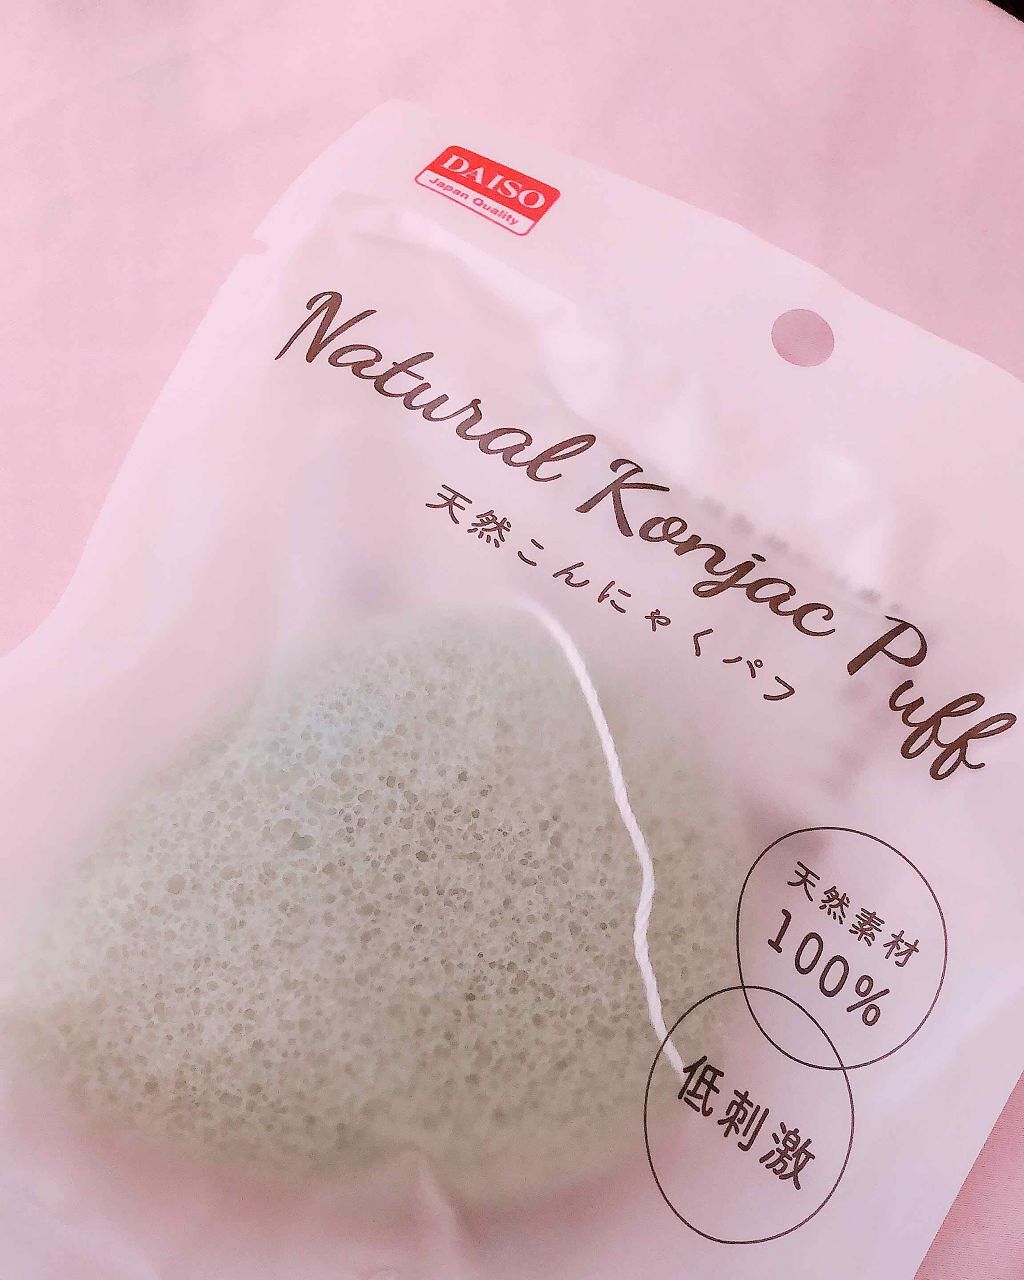 DAISO
Japan Quality
Natural Konjac Puff
天然こんにゃくパフ
天然素材
100%
低刺激